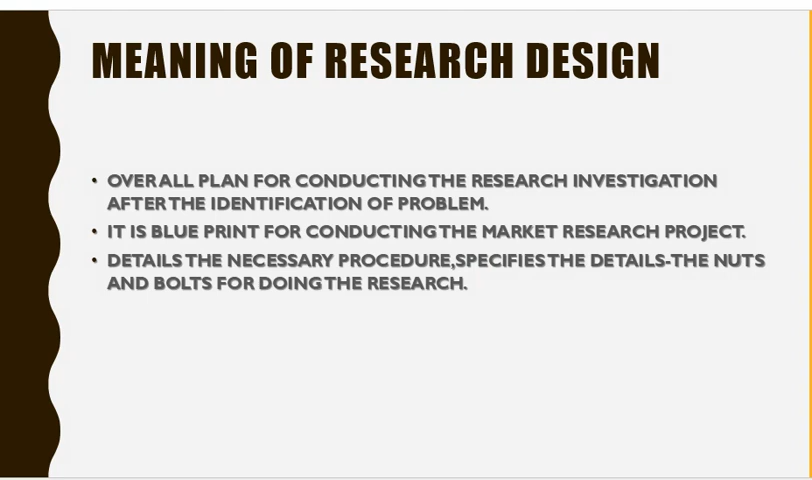 MEANING OF RESEARCH DESIGN
• OVERALL PLAN FOR CONDUCTING THE RESEARCH INVESTIGATION
AFTER THE IDENTIFICATION OF PROBLEM.
• IT IS BLUE PRINT FOR CONDUCTING THE MARKET RESEARCH PROJECT.
• DETAILS THE NECESSARY PROCEDURE,SPECIFIES THE DETAILS-THE NUTS
AND BOLTS FOR DOING THE RESEARCH.